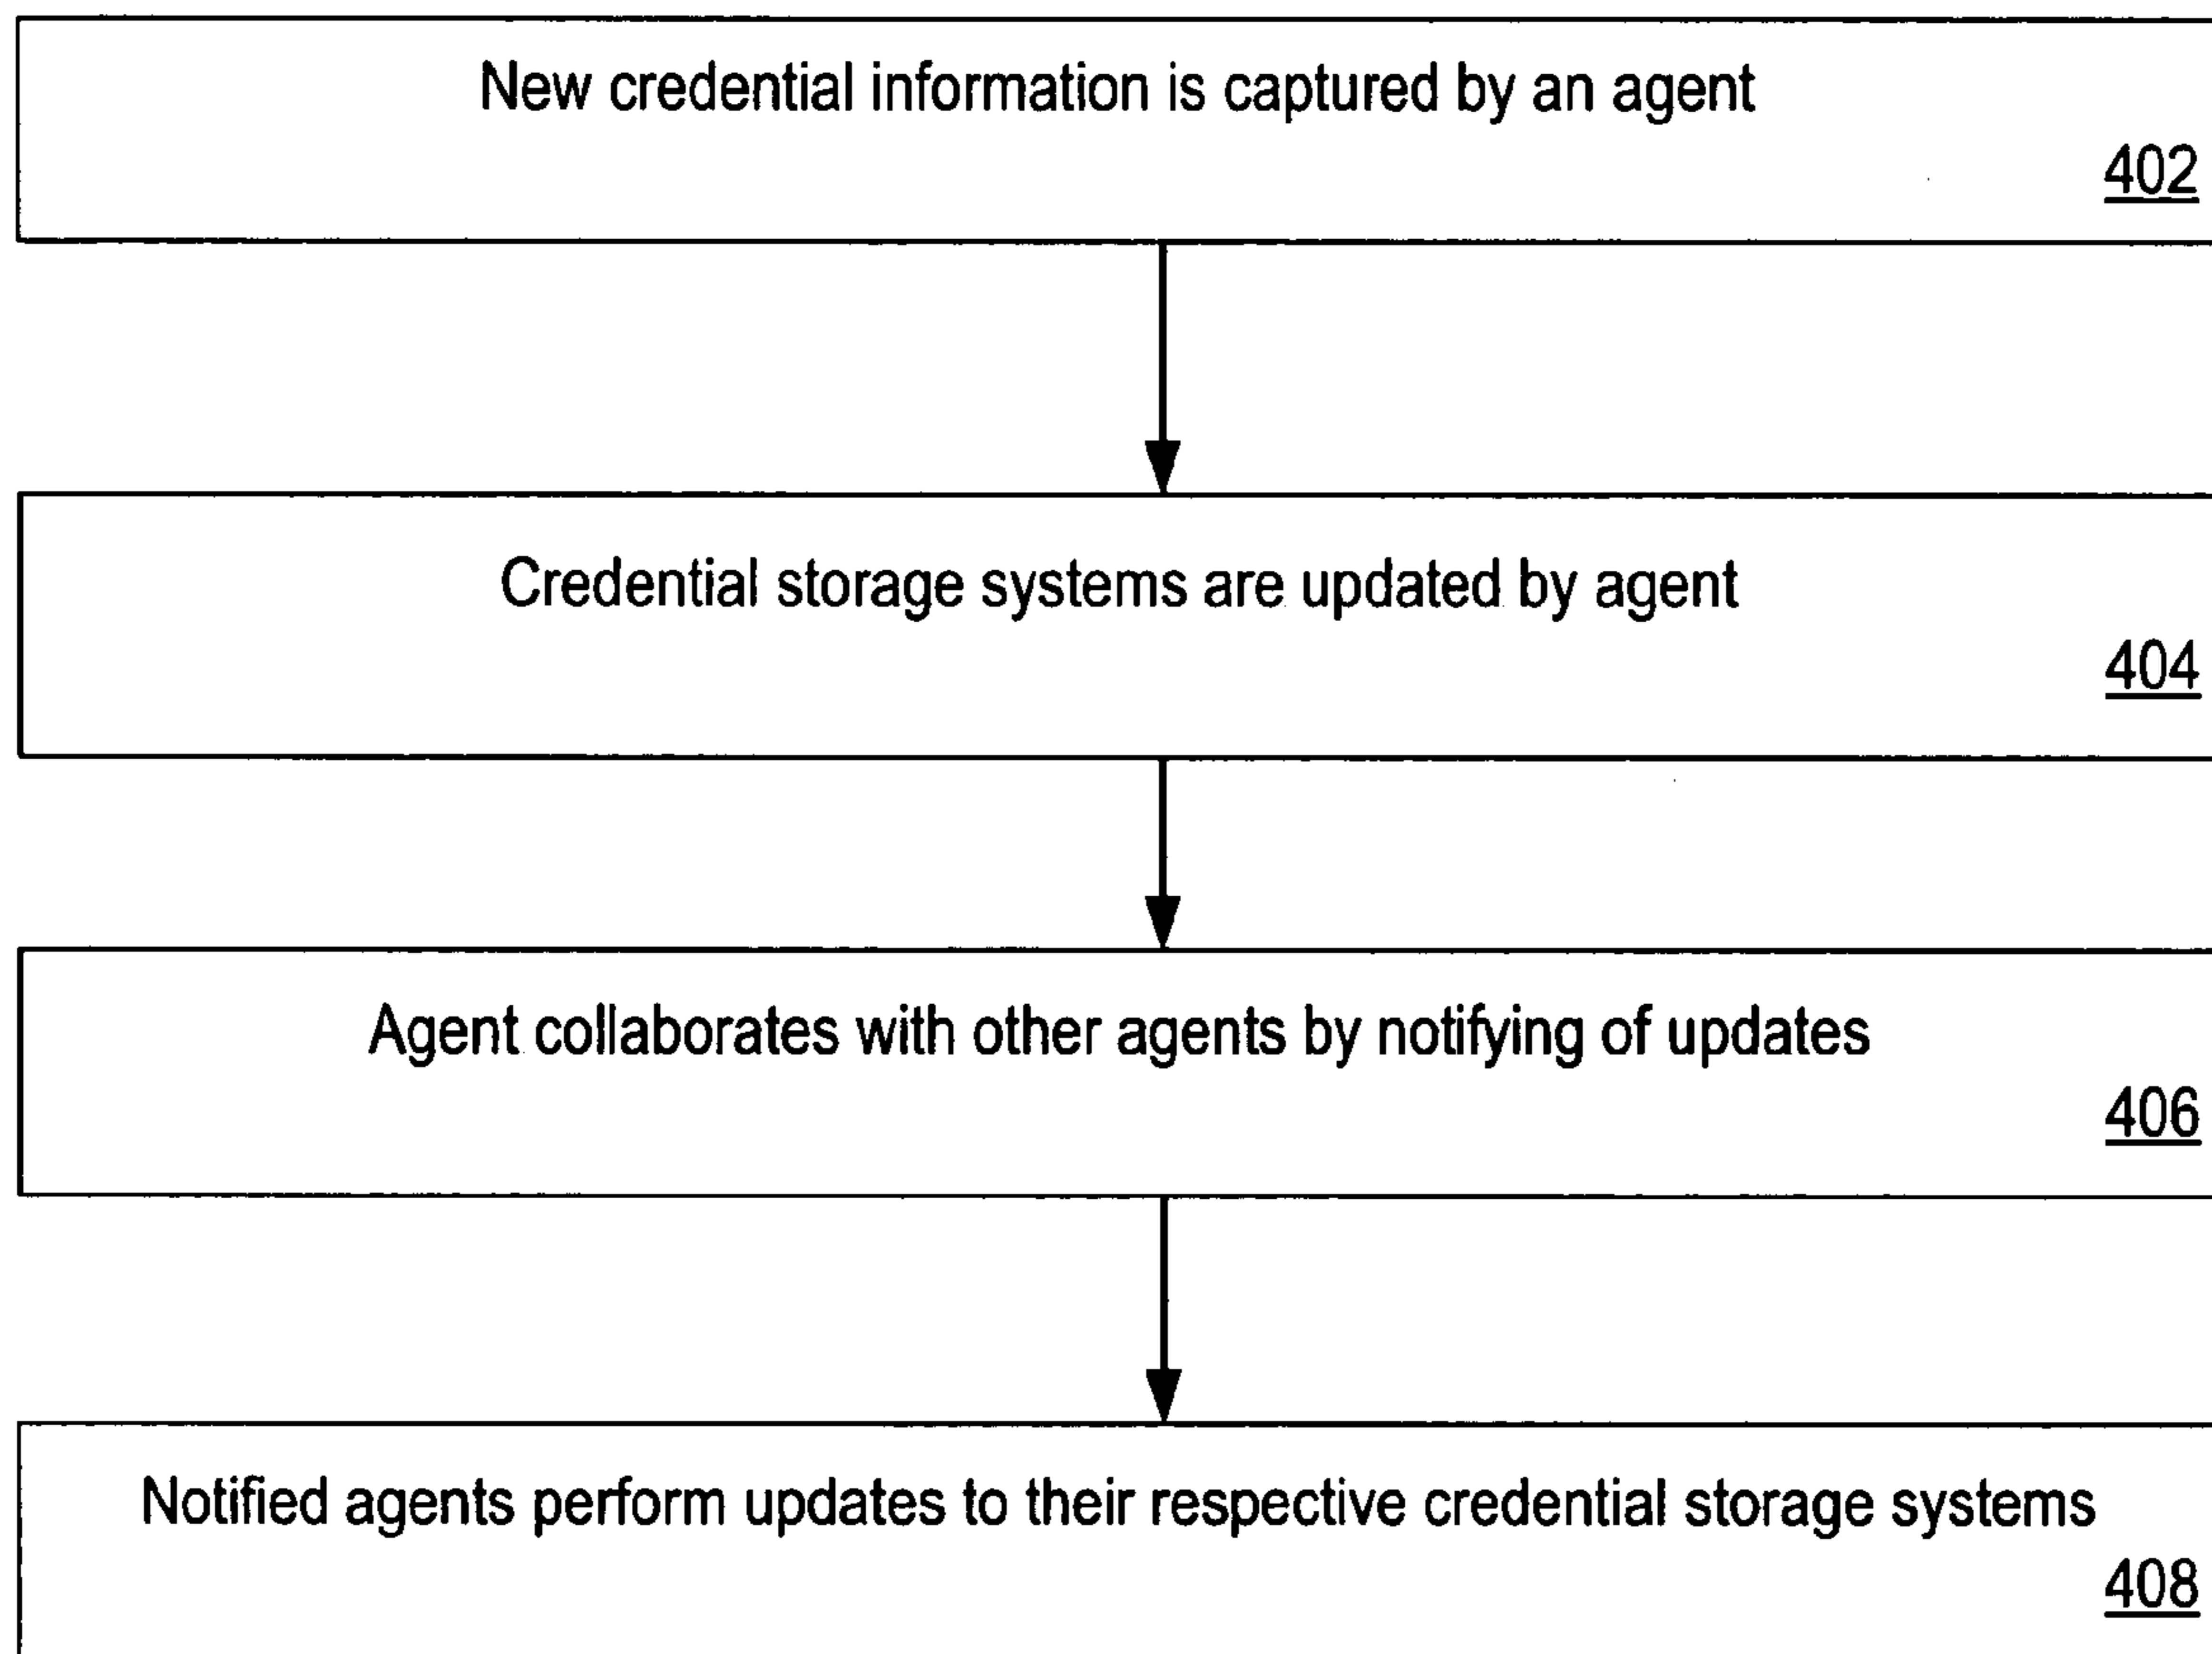 New credential information is captured by an agent
402
Credential storage systems are updated by agent
404
Agent collaborates with other agents by notifying of updates
406
Notified agents perform updates to their respective credential storage systems
408